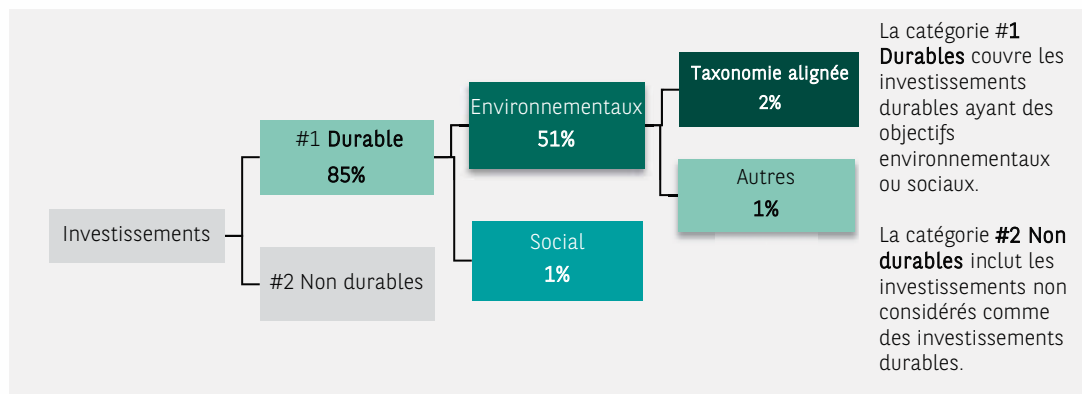 Investissements
#1 Durable
85%
#2 Non durables
Environnementaux
51%
Social
1%
Taxonomie alignée
2%
Autres
1%
La catégorie #1
Durables couvre les
investissements
durables ayant des
objectifs
environnementaux
ou sociaux.
La catégorie #2 Non
durables inclut les
investissements non
considérés comme
des investissements
durables.